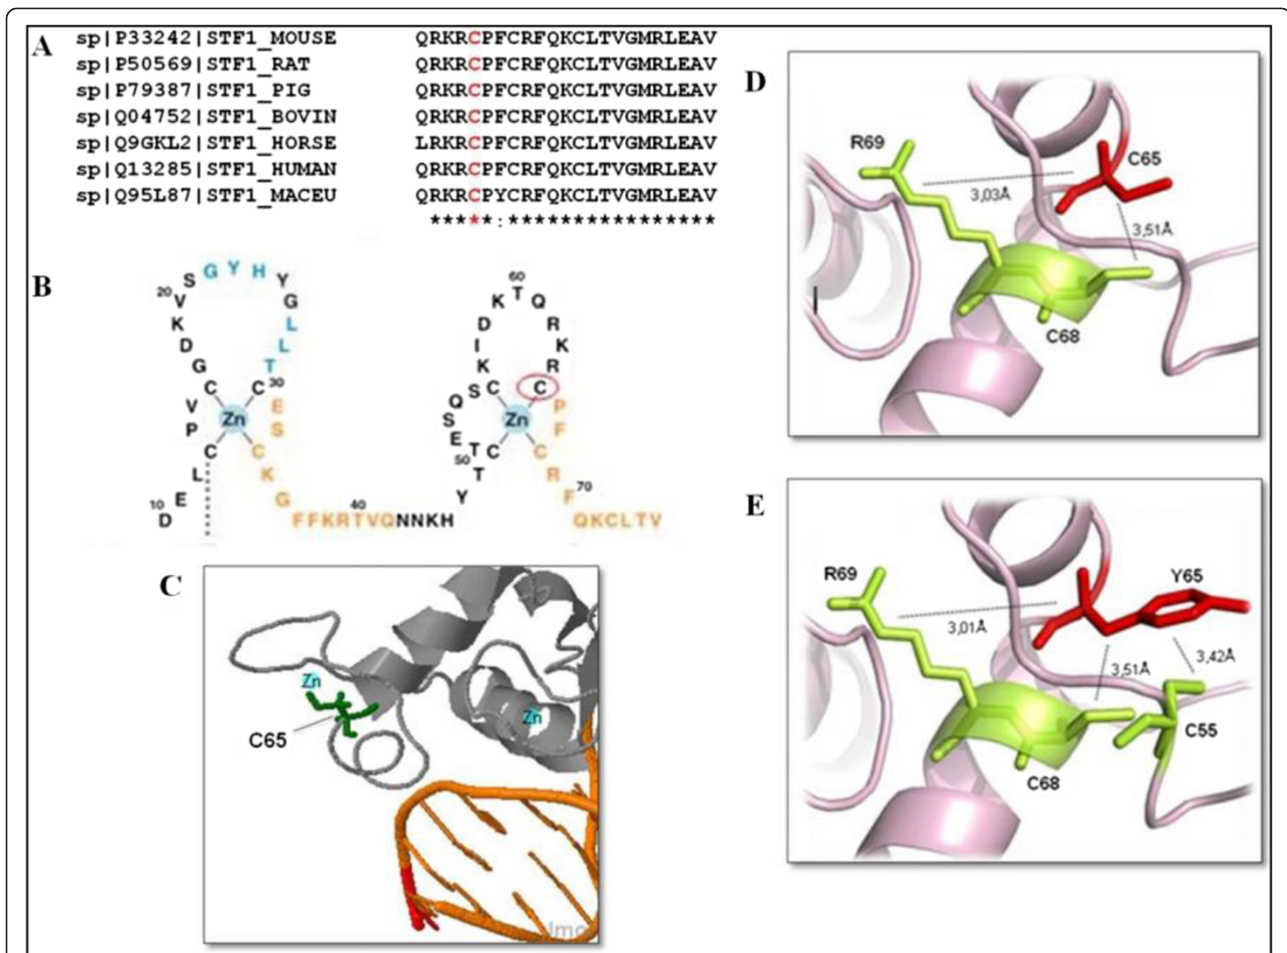 A
sp|P33242|STF1_MOUSE QRKRCPFCRFQKCLTVGMRLEAV
sp|P50569|STF1_RAT QRKRCPFCRFQKCLTVGMRLEAV
sp|P79387|STF1_PIG QRKRCPFCRFQKCLTVGMRLEAV
sp|Q04752|STF1_BOVIN QRKRCPFCRFQKCLTVGMRLEAV
sp|Q9GKL2|STF1_HORSE LRKRCPFCRFQKCLTVGMRLEAV
sp|Q13285|STF1_HUMAN QRKRCPFCRFQKCLTVGMRLEAV
sp|Q95L87|STF1_MACEU QRKRCPYCRFQKCLTVGMRLEAV
*****:****************
B
10
D E L C P V C G D K V
20
S G Y H Y G L L T C
30
E S C K G F F K R T V Q N N K H Y T C T
40
50
E S Q S C K I D K T Q R K R C P F C R F
60
70
QKCLTV
Zn
Zn
C
Zn
Zn
C65
Jmo
D
R69
C65
3,03Å
3,51Å
C68
E
R69
Y65
3,01Å
3,51Å
3,42Å
C55
C68